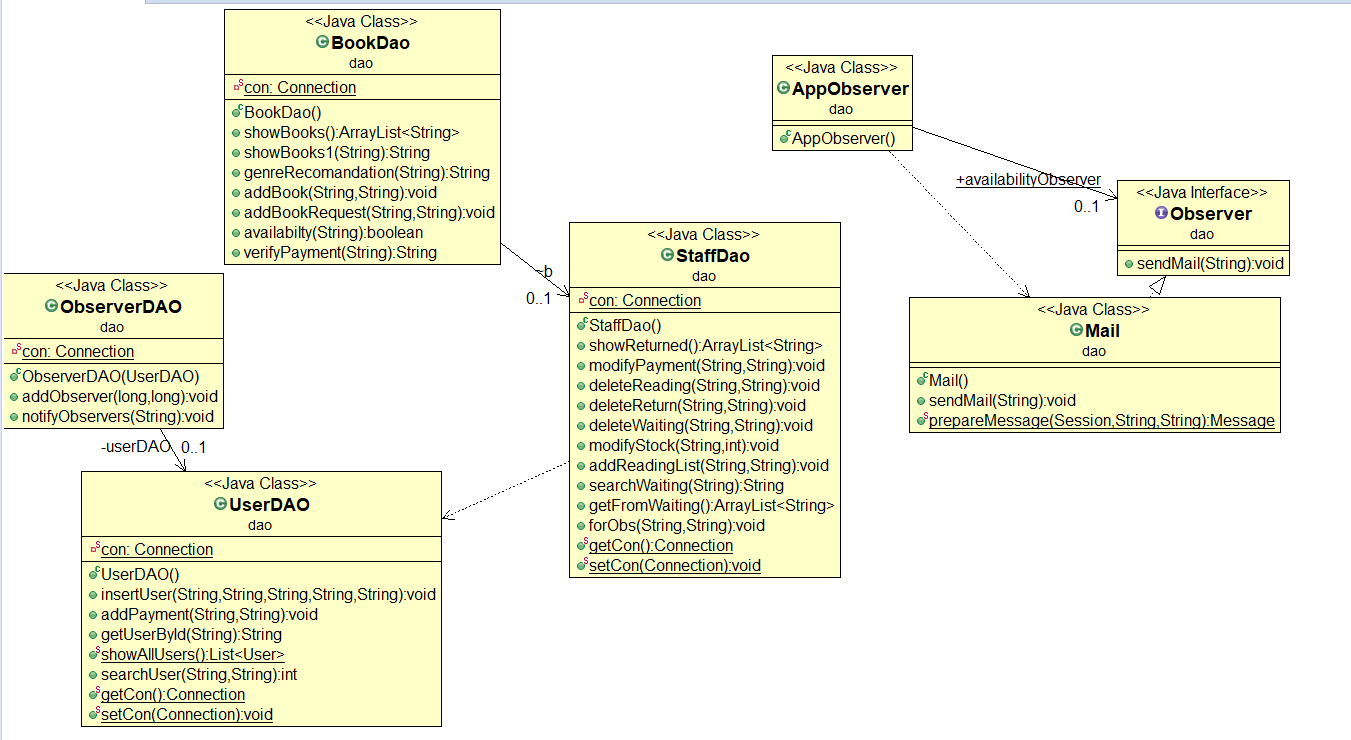 <<Java Class>>
BookDao
dao
con: Connection
BookDao()
showBooks():ArrayList<String>
showBooks1(String):String
genreRecomandation(String):String
addBook(String,String):void
addBookRequest(String,String):void
availabilty(String):boolean
verifyPayment(String):String
~b
0..1
<<Java Class>>
ObserverDAO
dao
con: Connection
ObserverDAO(UserDAO)
addObserver(long,long):void
notifyObservers(String):void
-userDAO
0..1
<<Java Class>>
UserDAO
dao
con: Connection
UserDAO()
insertUser(String,String,String,String,String):void
addPayment(String,String):void
getUserById(String):String
showAllUsers():List<User>
searchUser(String,String):int
getCon():Connection
setCon(Connection):void
<<Java Class>>
StaffDao
dao
con: Connection
StaffDao()
showReturned():ArrayList<String>
modifyPayment(String,String):void
deleteReading(String,String):void
deleteReturn(String,String):void
deleteWaiting(String,String):void
modifyStock(String,int):void
addReadingList(String,String):void
searchWaiting(String):String
getFromWaiting():ArrayList<String>
forObs(String,String):void
getCon():Connection
setCon(Connection):void
<<Java Class>>
AppObserver
dao
AppObserver()
+availabilityObserver
0..1
<<Java Interface>>
Observer
dao
sendMail(String):void
<<Java Class>>
Mail
dao
Mail()
sendMail(String):void
prepareMessage(Session,String,String):Message